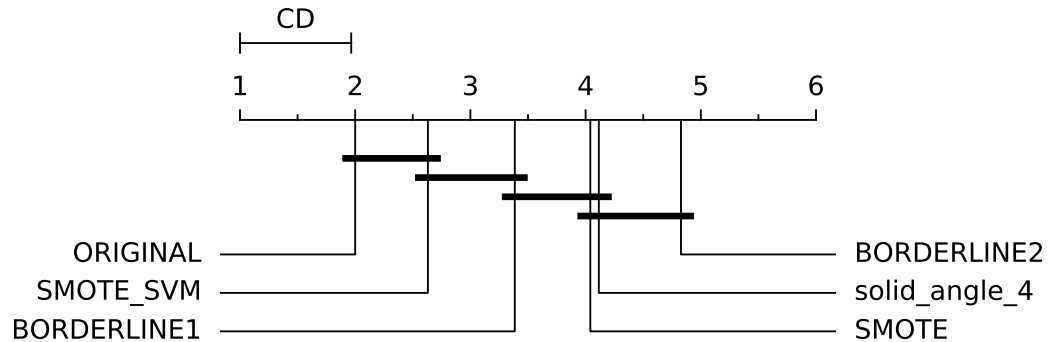 CD
1 2 3 4 5 6
ORIGINAL BORDERLINE2
SMOTE_SVM solid_angle_4
BORDERLINE1 SMOTE